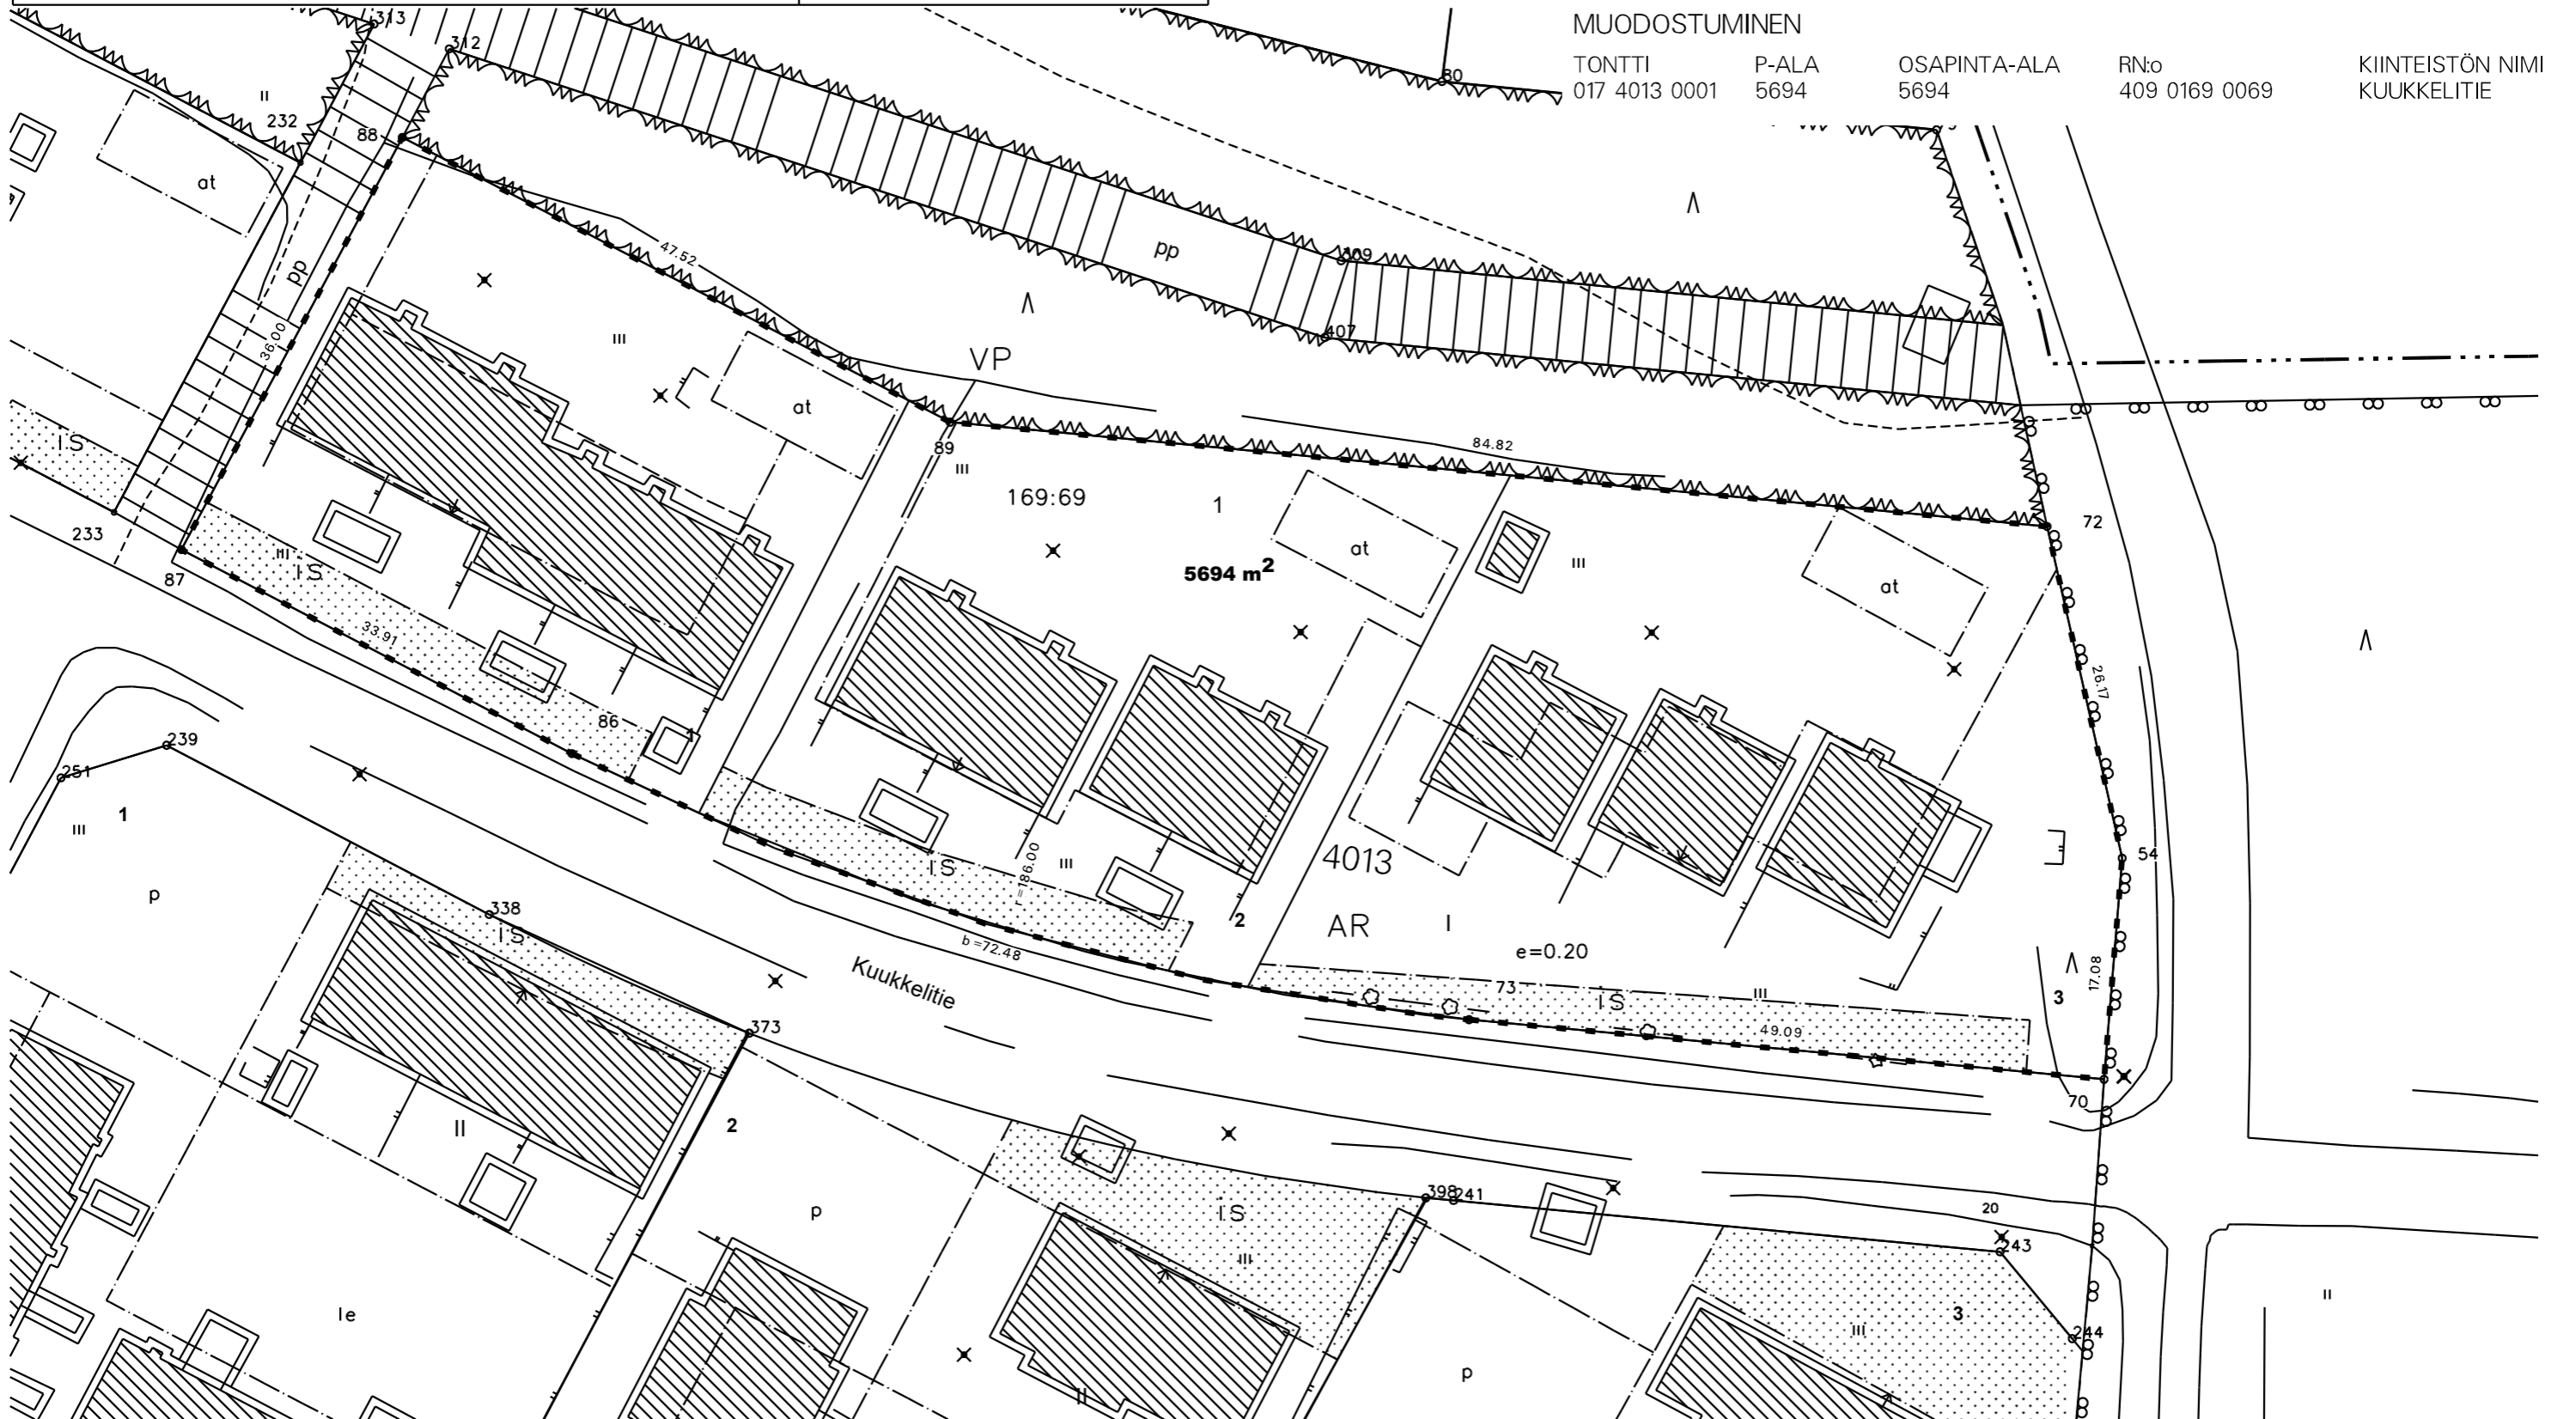 MUODOSTUMINEN
TONTTI P-ALA OSAPINTA-ALA RN:o KIINTEISTÖN NIMI
017 4013 0001 5694 5694 409 0169 0069 KUUKKELITIE
313
312
80
II
232
88
at
pp
pp
309
47.52
36.00
III
407
VP
at
89
III
84.82
iS
169:69
1
72
233
III
iS
87
5694 m²
at
III
at
33.91
26.17
86
1
239
251
1
III
4013
54
iS
III
r=186.00
p
338
iS
2
AR
I
e=0.20
b=72.48
Kuukkelitie
73
iS
III
3
17.08
373
49.09
70
2
II
p
398
241
iS
20
243
III
le
3
III
244
II
p
II